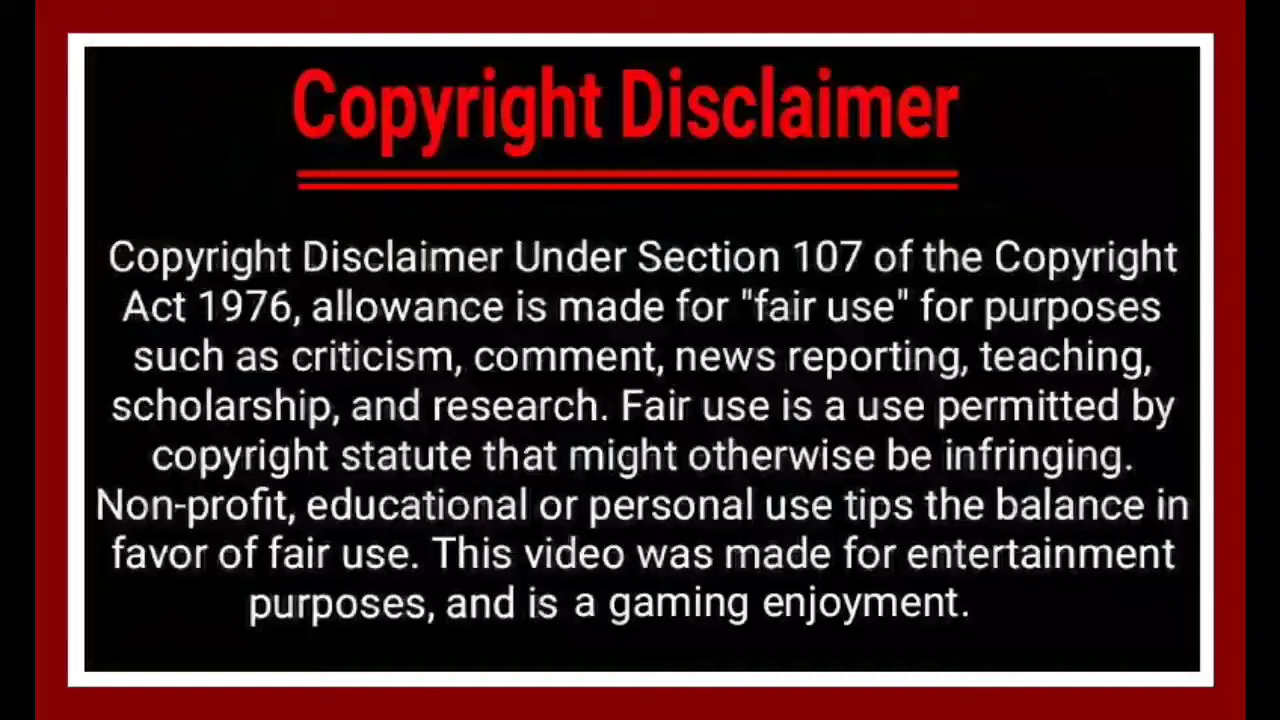 Copyright Disclaimer
Copyright Disclaimer Under Section 107 of the Copyright
Act 1976, allowance is made for "fair use" for purposes
such as criticism, comment, news reporting, teaching,
scholarship, and research. Fair use is a use permitted by
copyright statute that might otherwise be infringing.
Non-profit, educational or personal use tips the balance in
favor of fair use. This video was made for entertainment
purposes, and is a gaming enjoyment.